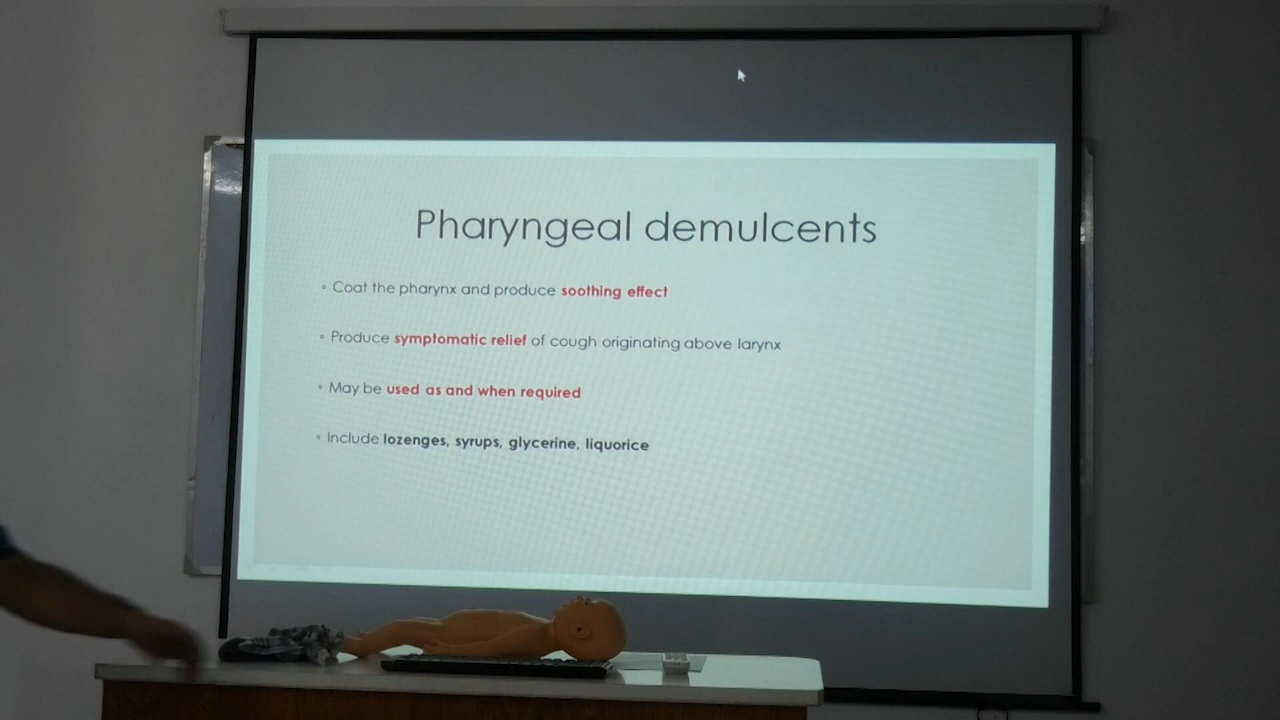 Pharyngeal demulcents
• Coat the pharynx and produce soothing effect
• Produce symptomatic relief of cough originating above larynx
• May be used as and when required
• Include lozenges, syrups, glycerine, liquorice